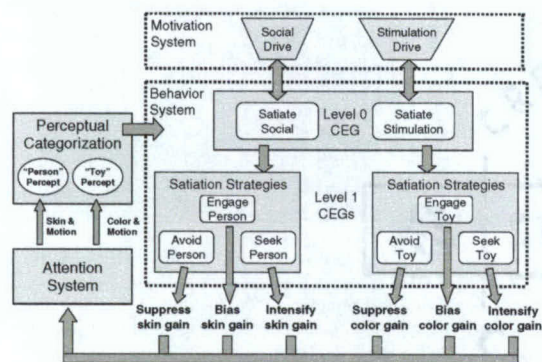 Motivation
System
Social
Drive
Stimulation
Drive
Behavior
System
Level 0
CEG
Satiate
Social
Satiate
Stimulation
Perceptual
Categorization
"Person"
Percept
"Toy"
Percept
Skin &
Motion
Color &
Motion
Attention
System
Satiation Strategies
Engage
Person
Avoid
Person
Seek
Person
Level 1
CEGs
Satiation Strategies
Engage
Toy
Avoid
Toy
Seek
Toy
Suppress
skin gain
Bias
skin gain
Intensify
skin gain
Suppress
color gain
Bias
color gain
Intensify
color gain